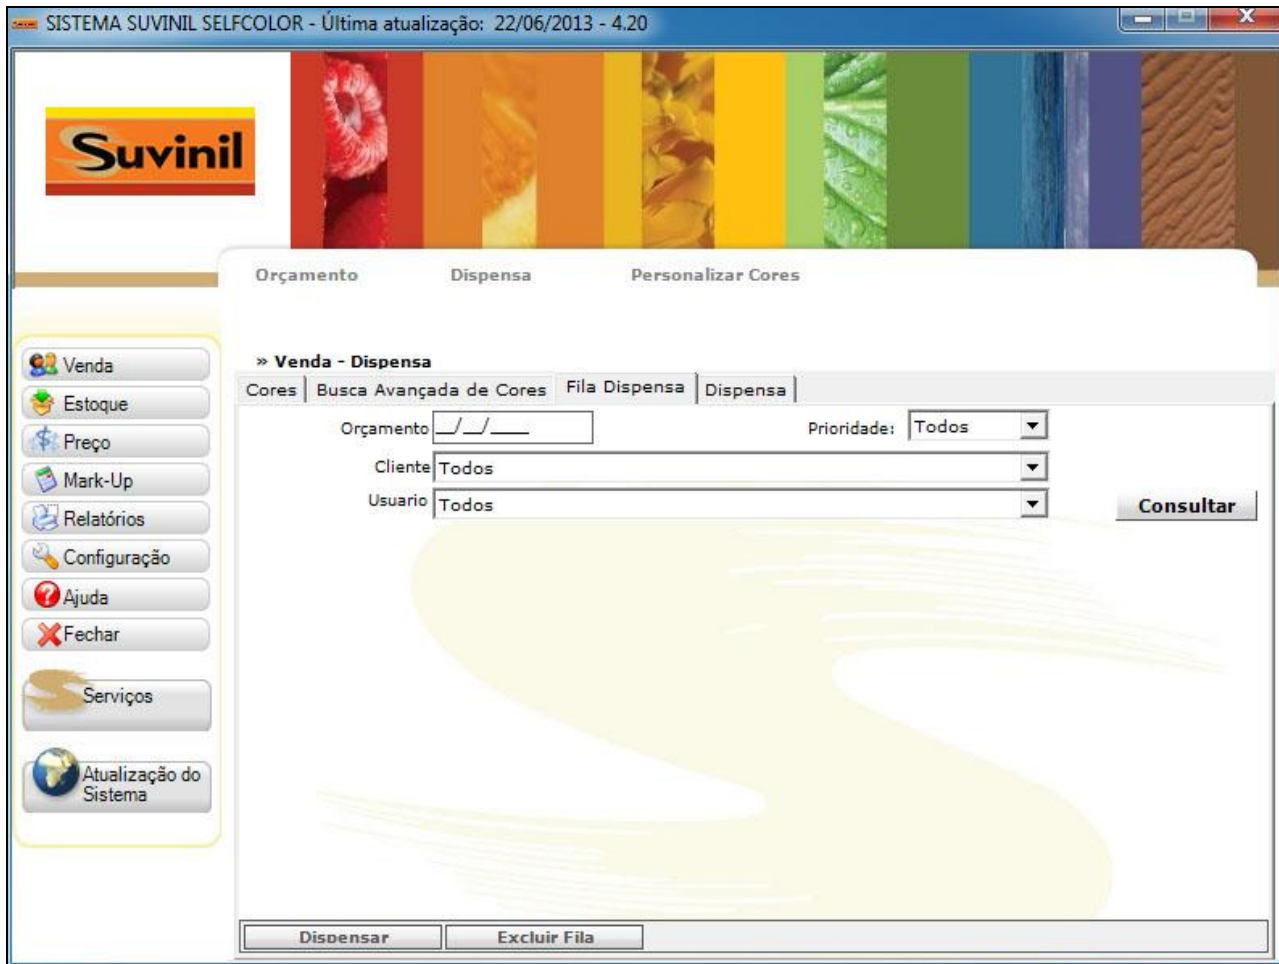 SISTEMA SUVINIL SELFCOLOR - Última atualização: 22/06/2013 - 4.20
Suvinil
Orçamento Dispensa Personalizar Cores
Venda
Estoque
Preço
Mark-Up
Relatórios
Configuração
Ajuda
Fechar
Serviços
Atualização do
Sistema
» Venda - Dispensa
Cores Busca Avançada de Cores Fila Dispensa Dispensa
Orçamento __/__/____ Prioridade: Todos
Cliente Todos
Usuario Todos
Consultar
Dispensar Excluir Fila